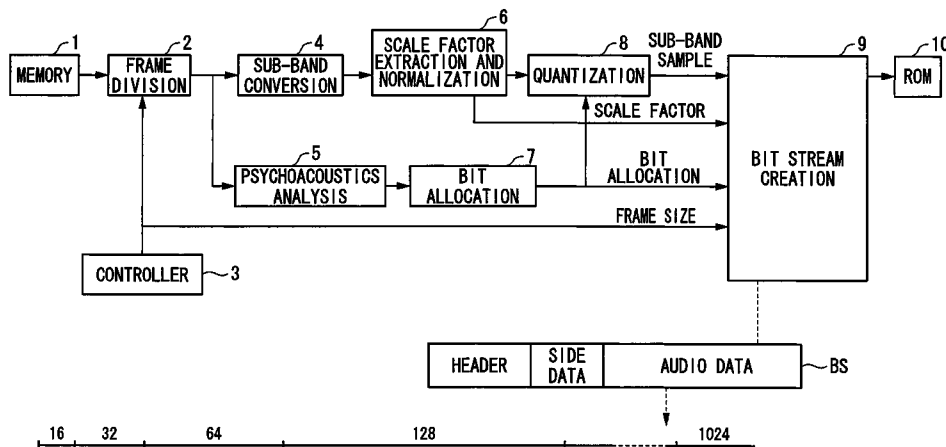 1
MEMORY
2
FRAME
DIVISION
4
SUB-BAND
CONVERSION
6
SCALE FACTOR
EXTRACTION AND
NORMALIZATION
8
QUANTIZATION
SUB-BAND
SAMPLE
9
BIT STREAM
CREATION
10
ROM
SCALE FACTOR
5
PSYCHOACOUSTICS
ANALYSIS
7
BIT
ALLOCATION
BIT
ALLOCATION
FRAME SIZE
CONTROLLER
3
HEADER
SIDE
DATA
AUDIO DATA
BS
16 32 64 128 1024